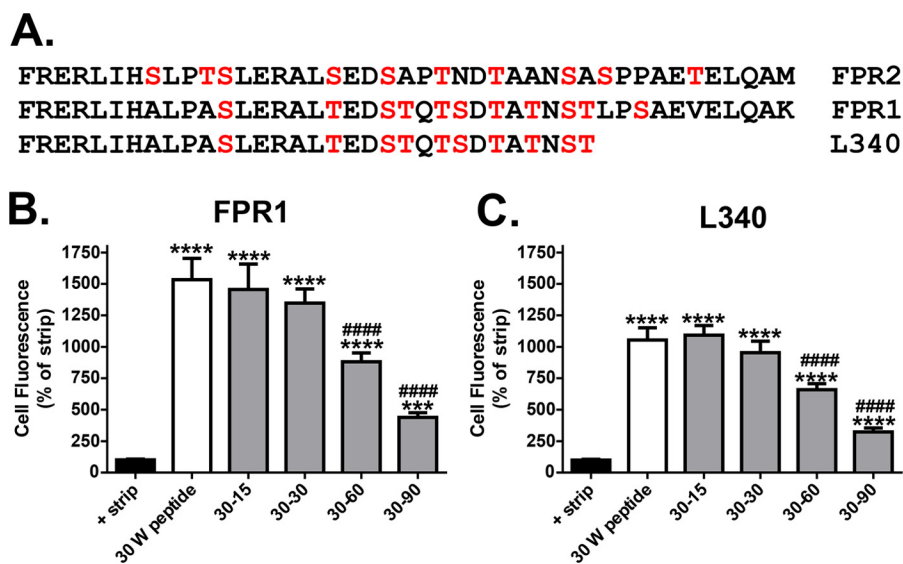 A.
FRERLIHSLPTSLERALSEDSAPTNDTAANSASPPAETELQAM FPR2
FRERLIHALPASLERALTEDSTQTSDTATNSTLPSAEVELQAK FPR1
FRERLIHALPASLERALTEDSTQTSDTATNST L340
B.
FPR1
Cell Fluorescence
(% of strip)
1750
1500
1250
1000
750
500
250
0
****
****
****
####
****
####
***
+ strip
30 W peptide
30-15
30-30
30-60
30-90
C.
L340
Cell Fluorescence
(% of strip)
1750
1500
1250
1000
750
500
250
0
****
****
****
####
****
####
****
+ strip
30 W peptide
30-15
30-30
30-60
30-90